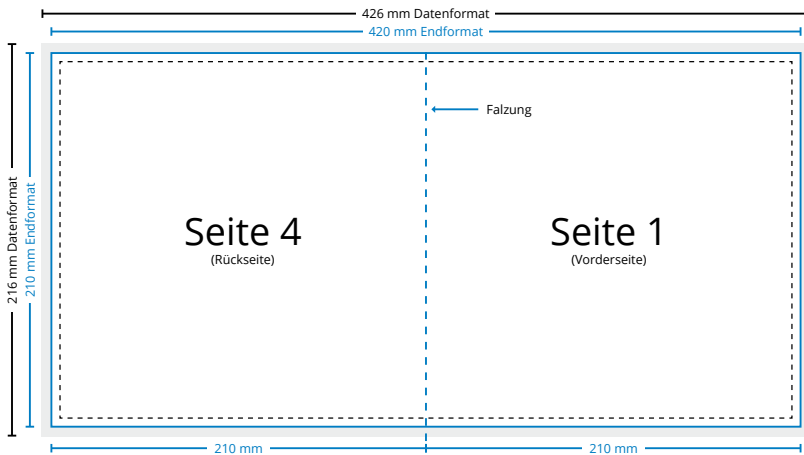 426 mm Datenformat
420 mm Endformat
216 mm Datenformat
210 mm Endformat
Falzung
Seite 4
(Rückseite)
Seite 1
(Vorderseite)
210 mm
210 mm